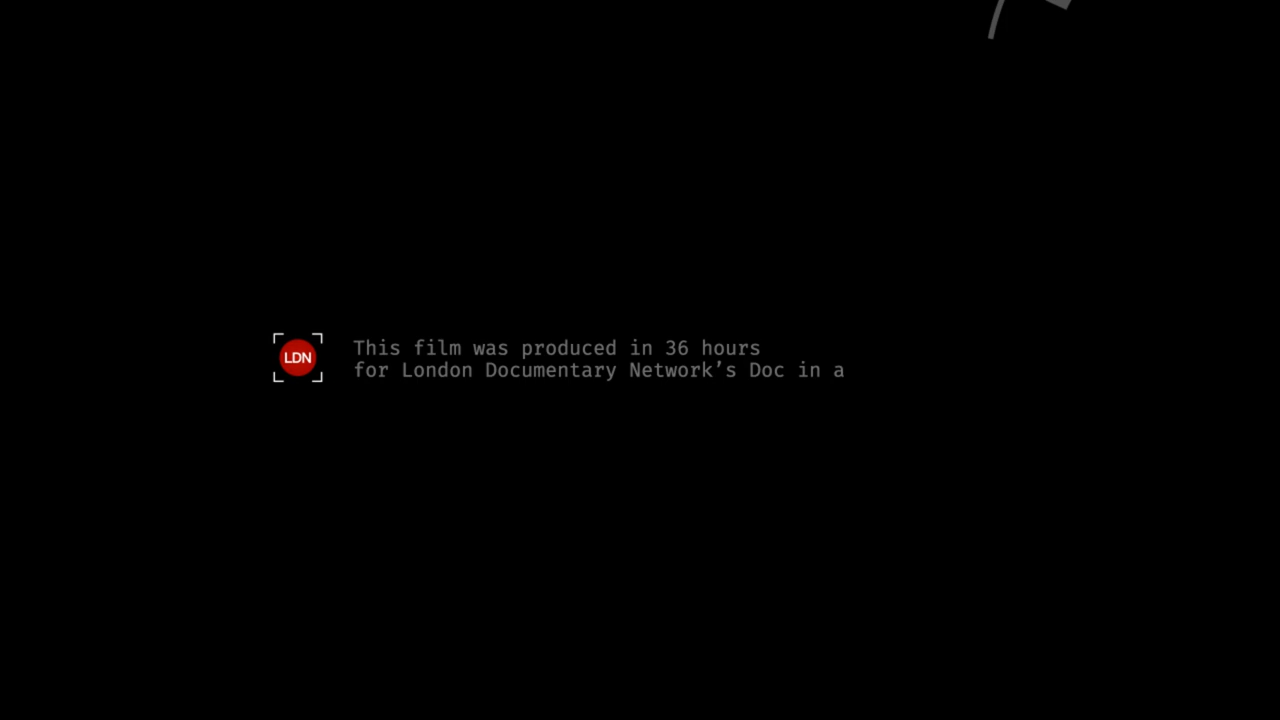 LDN
This film was produced in 36 hours
for London Documentary Network’s Doc in a